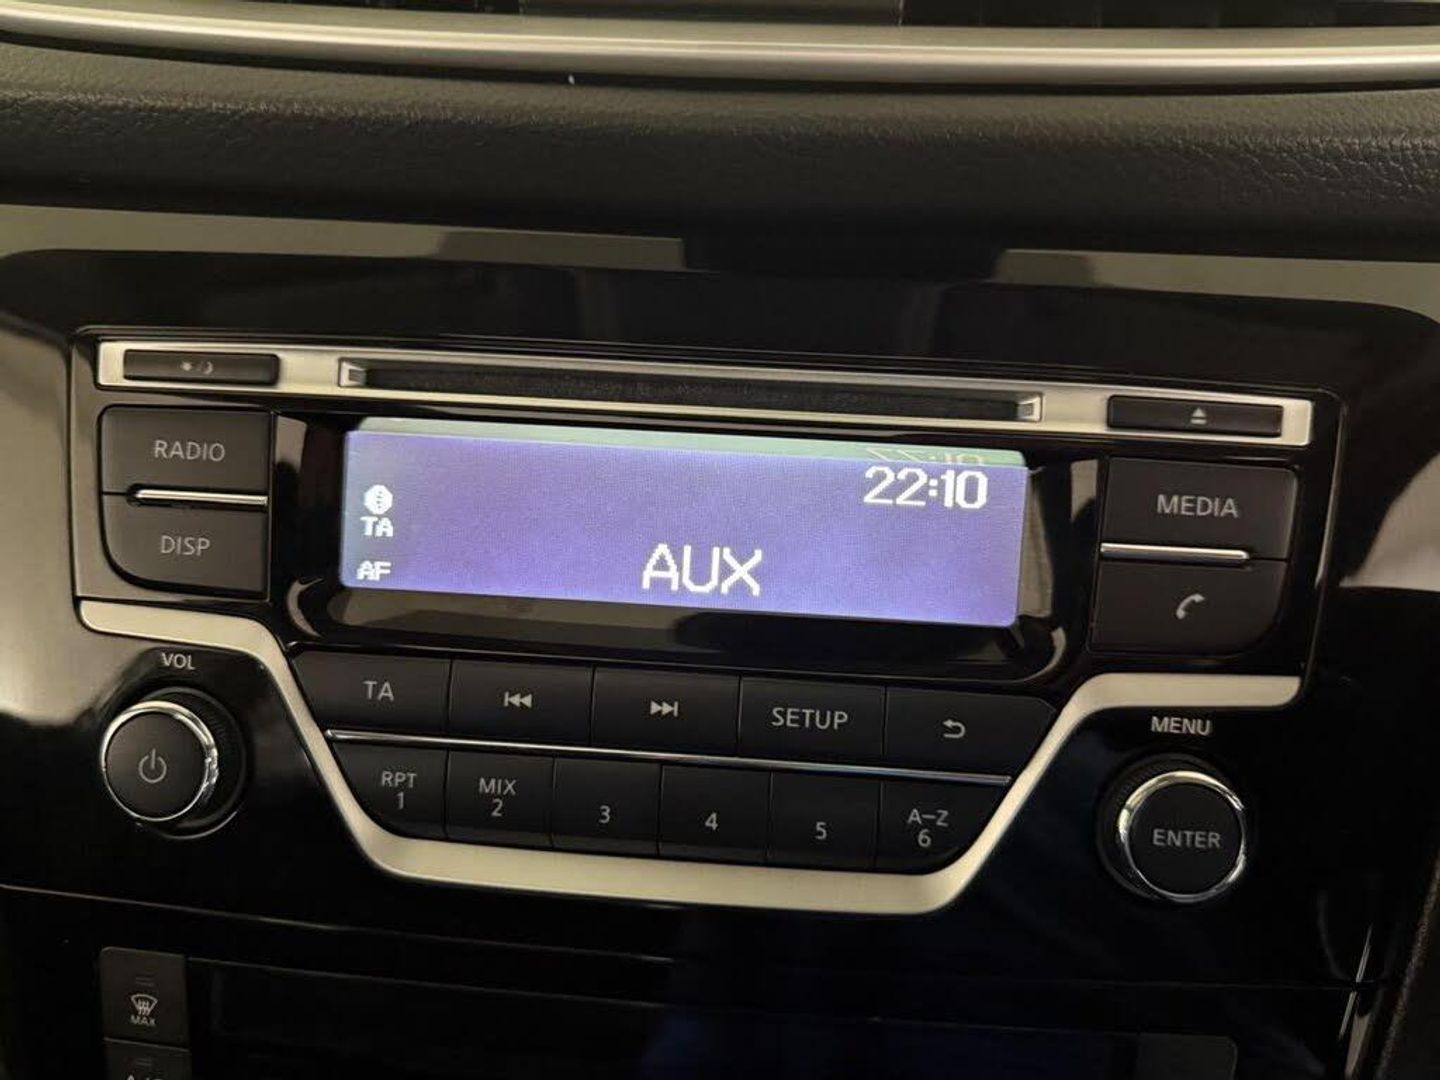 RADIO
DISP
22:10
TA
AF
AUX
MEDIA
VOL
TA
SETUP
MENU
RPT
1
MIX
2
3
4
5
A-Z
6
ENTER
MAX